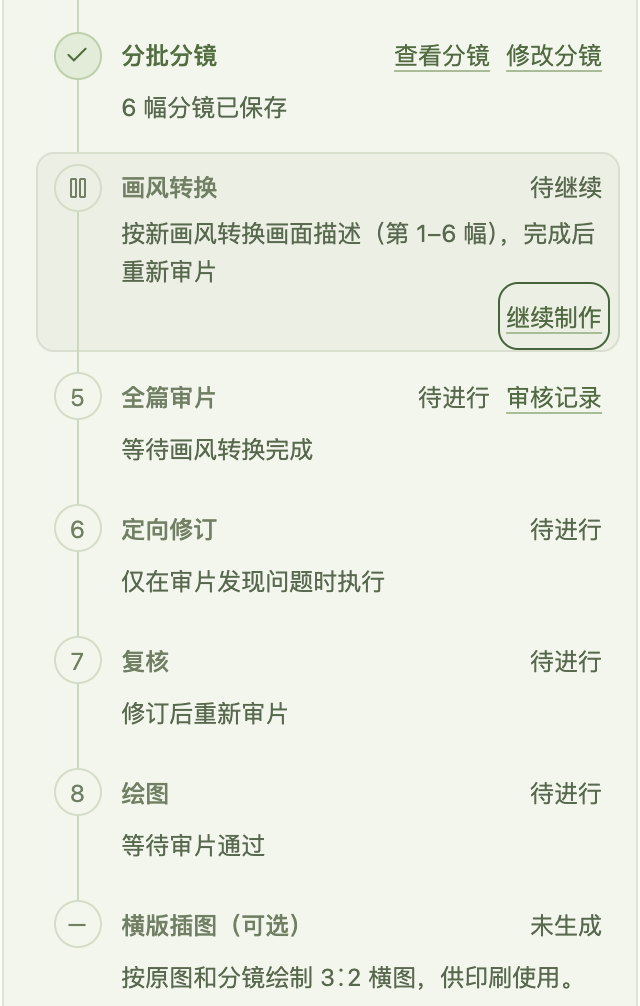 分批分镜 查看分镜 修改分镜
6 幅分镜已保存
画风转换 待继续
按新画风转换画面描述（第 1–6 幅），完成后
重新审片
继续制作
5 全篇审片 待进行 审核记录
等待画风转换完成
6 定向修订 待进行
仅在审片发现问题时执行
7 复核 待进行
修订后重新审片
8 绘图 待进行
等待审片通过
横版插图（可选） 未生成
按原图和分镜绘制 3:2 横图，供印刷使用。